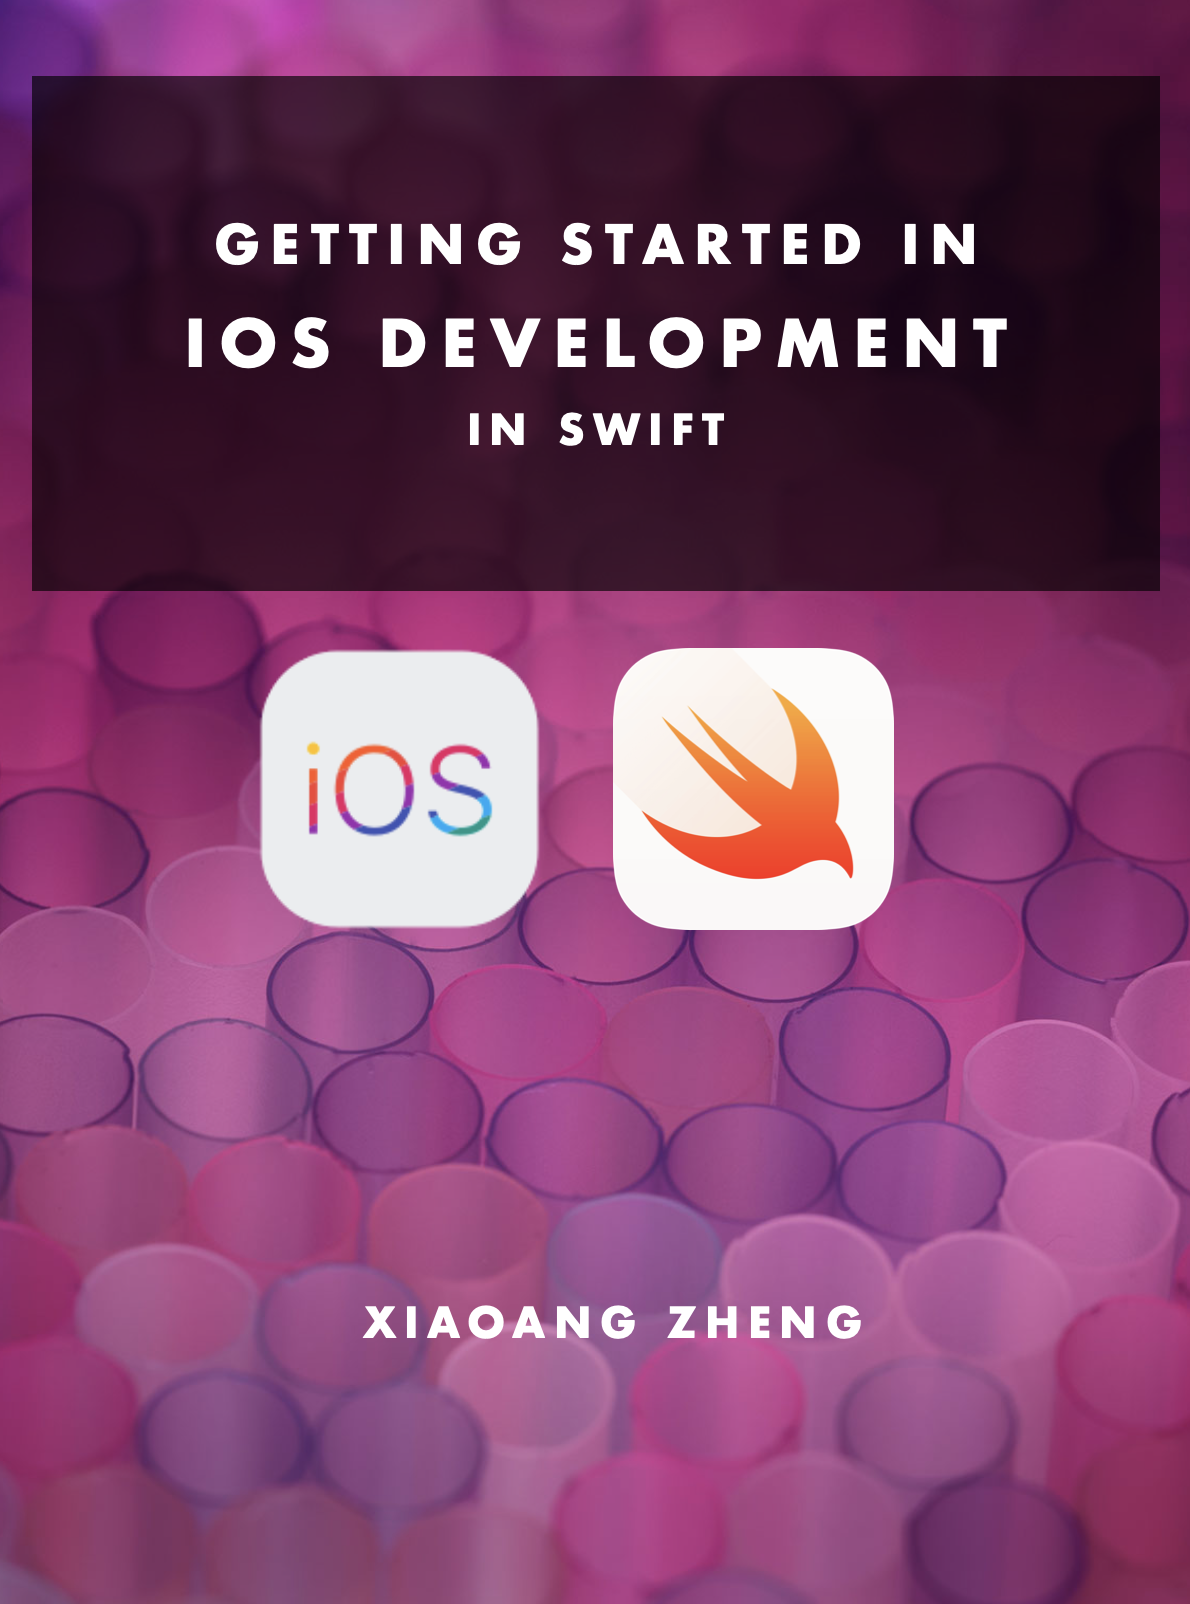 GETTING STARTED IN
IOS DEVELOPMENT
IN SWIFT
iOS
XIAOANG ZHENG